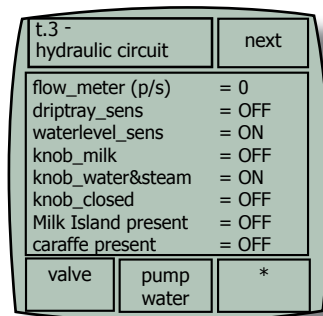 t.3 -
hydraulic circuit
next
flow_meter (p/s) = 0
driptray_sens = OFF
waterlevel_sens = ON
knob_milk = OFF
knob_water&steam = ON
knob_closed = OFF
Milk Island present = OFF
caraffe present = OFF
valve
pump
water
*